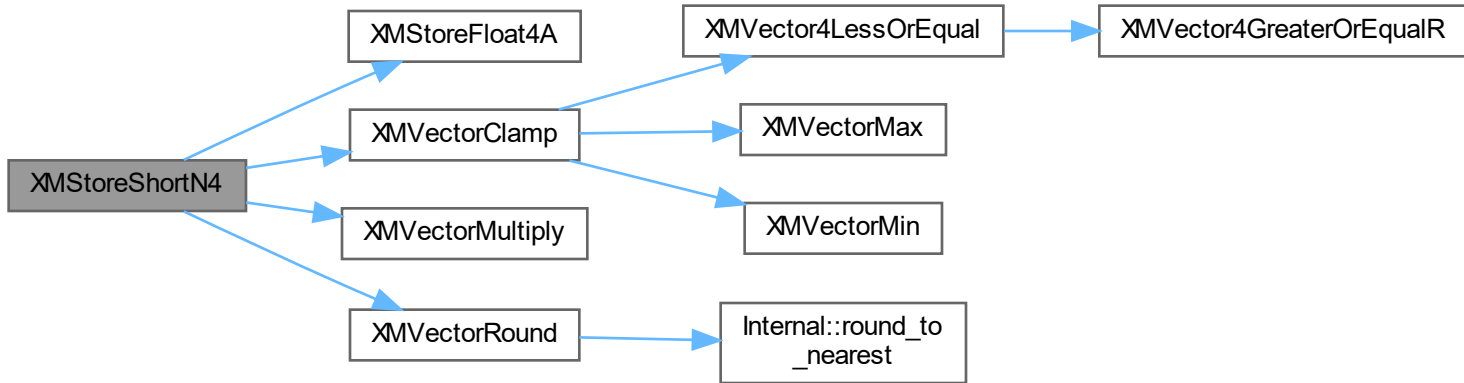 XMStoreShortN4
XMStoreFloat4A
XMVectorClamp
XMVector4LessOrEqual
XMVector4GreaterOrEqualR
XMVectorMax
XMVectorMin
XMVectorMultiply
XMVectorRound
Internal::round_to
_nearest